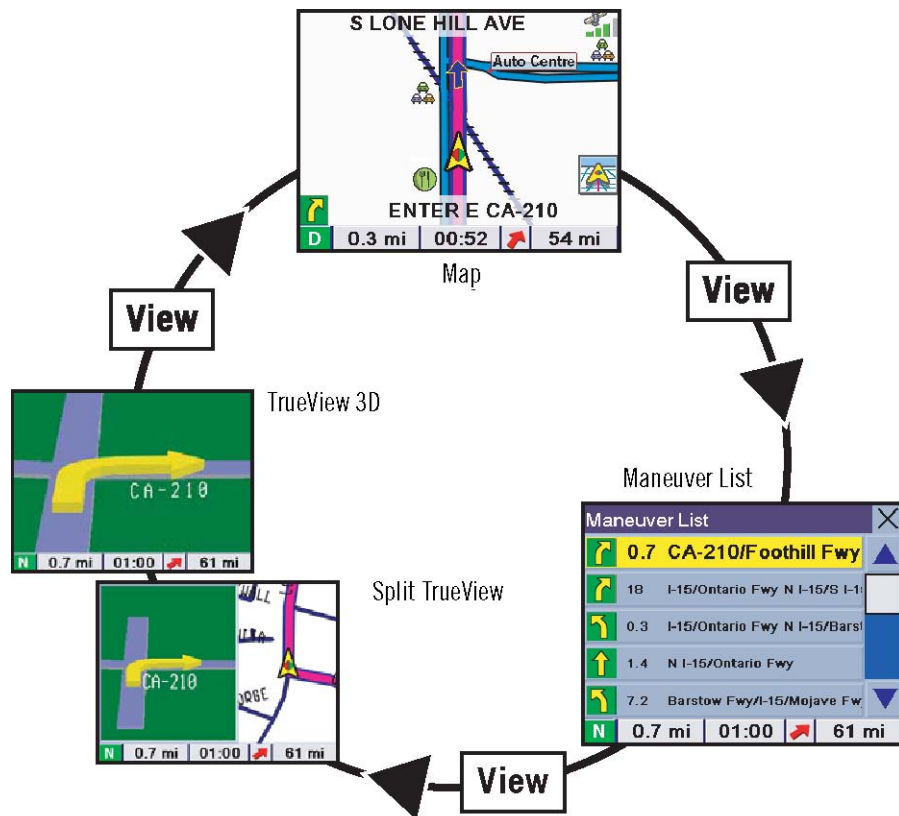 S LONE HILL AVE
Auto Centre
ENTER E CA-210
D 0.3 mi 00:52 54 mi
Map
View
View
TrueView 3D
CA-210
N 0.7 mi 01:00 61 mi
Maneuver List
Maneuver List
0.7 CA-210/Foothill Fwy
18 I-15/Ontario Fwy N I-15/S I-1
0.3 I-15/Ontario Fwy N I-15/Barst
1.4 N I-15/Ontario Fwy
7.2 Barstow Fwy/I-15/Mojave Fw
N 0.7 mi 01:00 61 mi
Split TrueView
CA-210
N 0.7 mi 01:00 61 mi
View